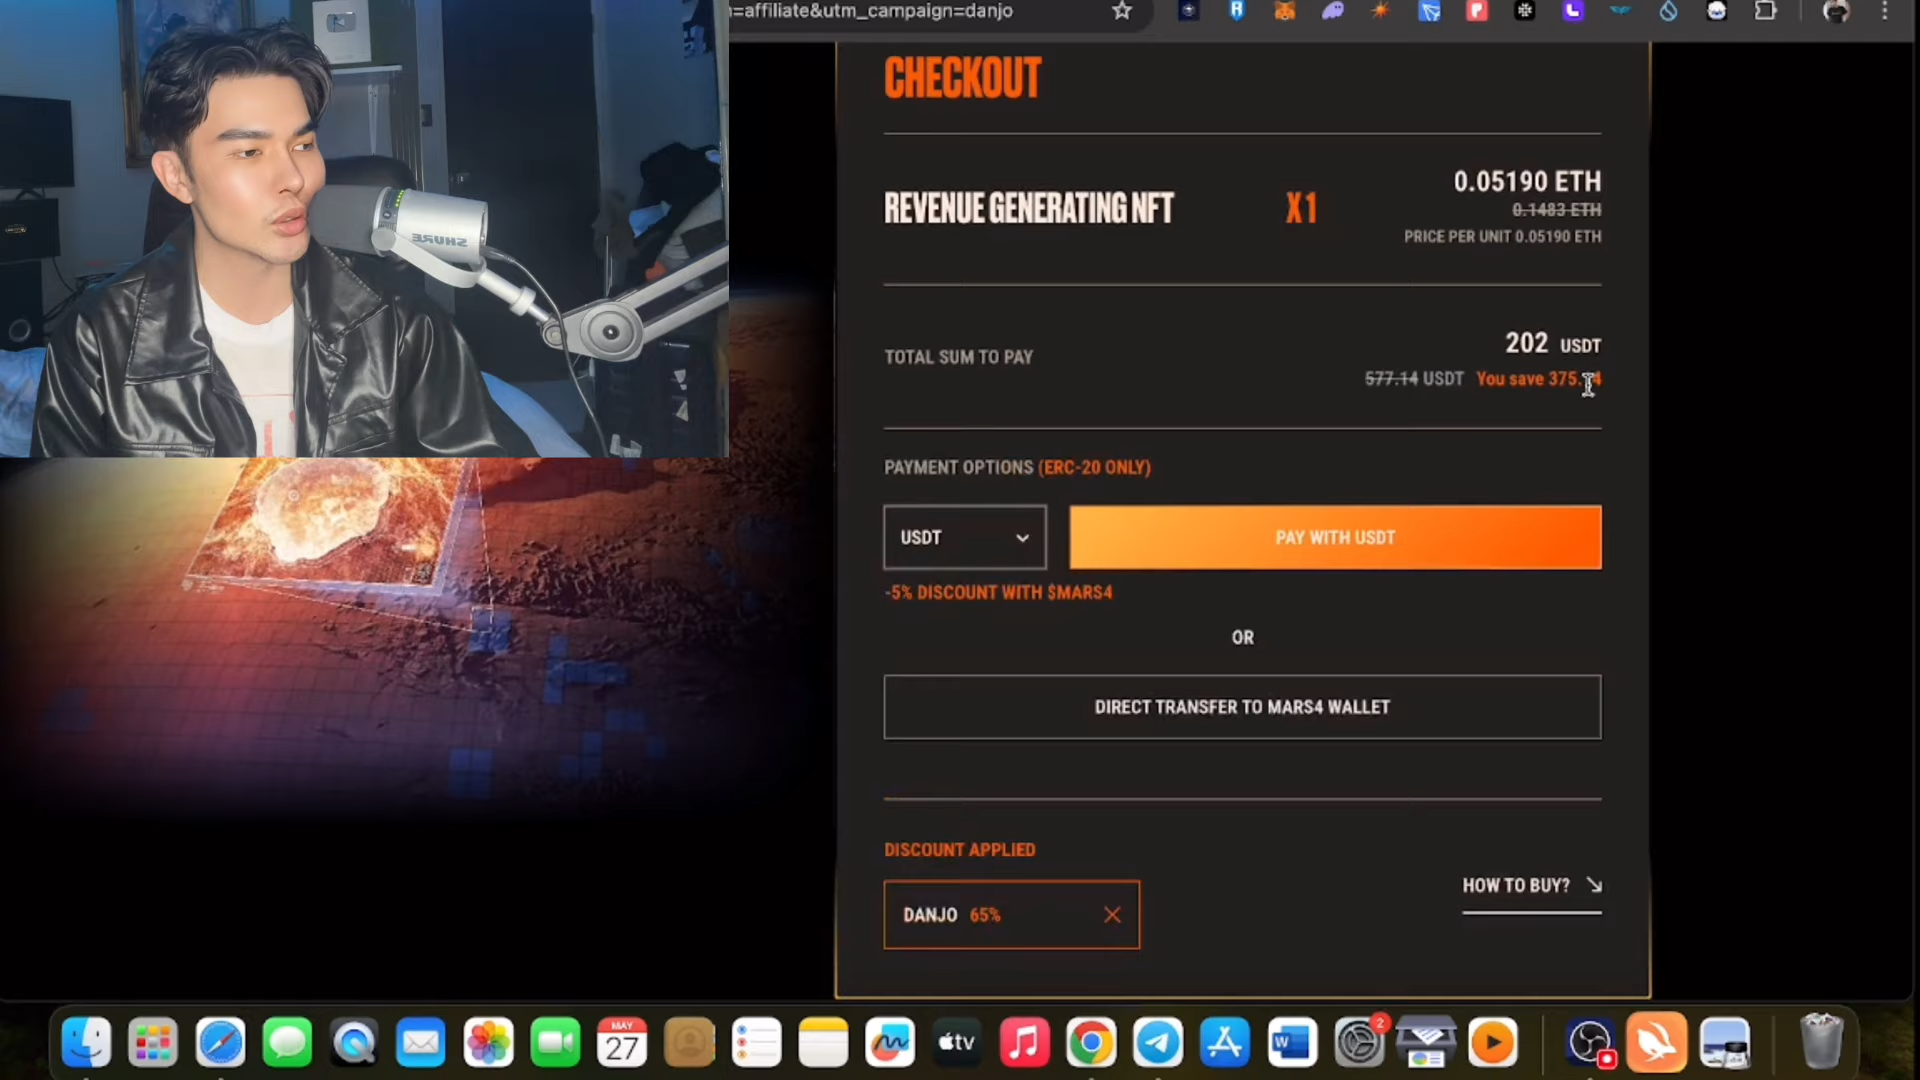 n=affiliate&utm_campaign=danjo
CHECKOUT
REVENUE GENERATING NFT
X1
0.05190 ETH
0.1483 ETH
PRICE PER UNIT 0.05190 ETH
TOTAL SUM TO PAY
202 USDT
577.14 USDT You save
PAYMENT OPTIONS (ERC-20 ONLY)
USDT
PAY WITH USDT
-5% DISCOUNT WITH $MARS4
OR
DIRECT TRANSFER TO MARS4 WALLET
DISCOUNT APPLIED
DANJO 65%
HOW TO BUY?
SHURE
MAY
27
tv
W
2